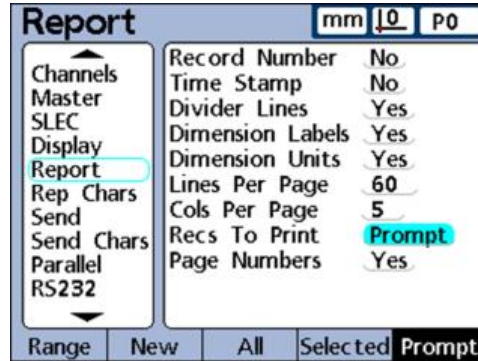 Report mm 0 P0
Channels
Master
SLEC
Display
Report
Rep Chars
Send
Send Chars
Parallel
RS232
Record Number No
Time Stamp No
Divider Lines Yes
Dimension Labels Yes
Dimension Units Yes
Lines Per Page 60
Cols Per Page 5
Recs To Print Prompt
Page Numbers Yes
Range New All Selected Prompt